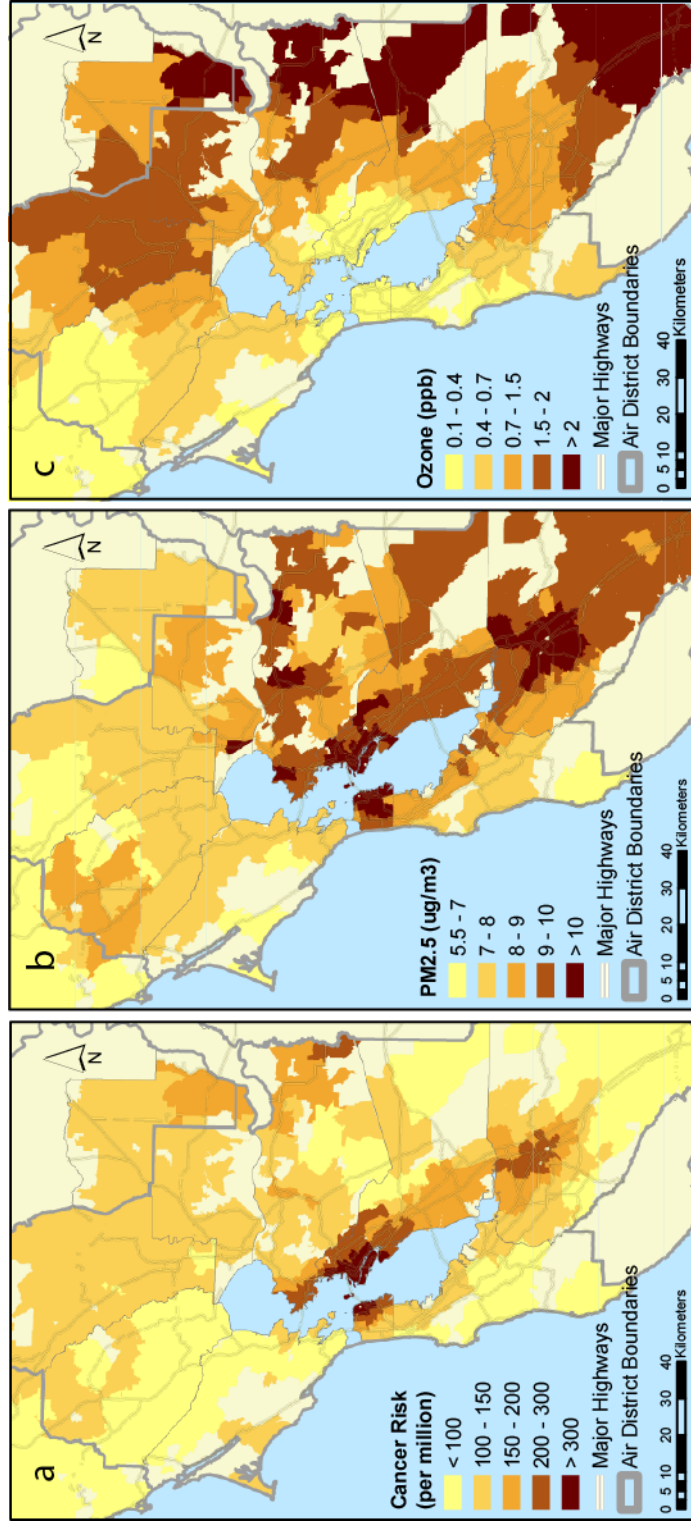 a
N
Cancer Risk
(per million)
< 100
100 - 150
150 - 200
200 - 300
> 300
Major Highways
Air District Boundaries
0 5 10 20 30 40
Kilometers
b
N
PM2.5 (ug/m3)
5.5 - 7
7 - 8
8 - 9
9 - 10
> 10
Major Highways
Air District Boundaries
0 5 10 20 30 40
Kilometers
c
N
Ozone (ppb)
0.1 - 0.4
0.4 - 0.7
0.7 - 1.5
1.5 - 2
> 2
Major Highways
Air District Boundaries
0 5 10 20 30 40
Kilometers